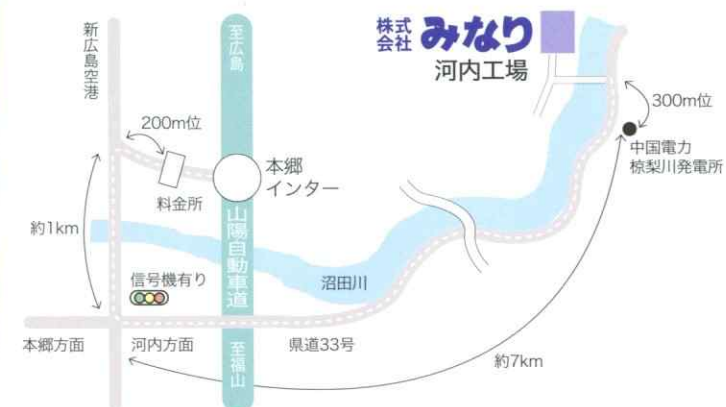 新広島空港
至広島
株式
会社
みなり
河内工場
200m位
300m位
中国電力
椋梨川発電所
本郷
インター
料金所
山陽自動車道
約1km
信号機有り
沼田川
本郷方面
河内方面
至福山
県道33号
約7km